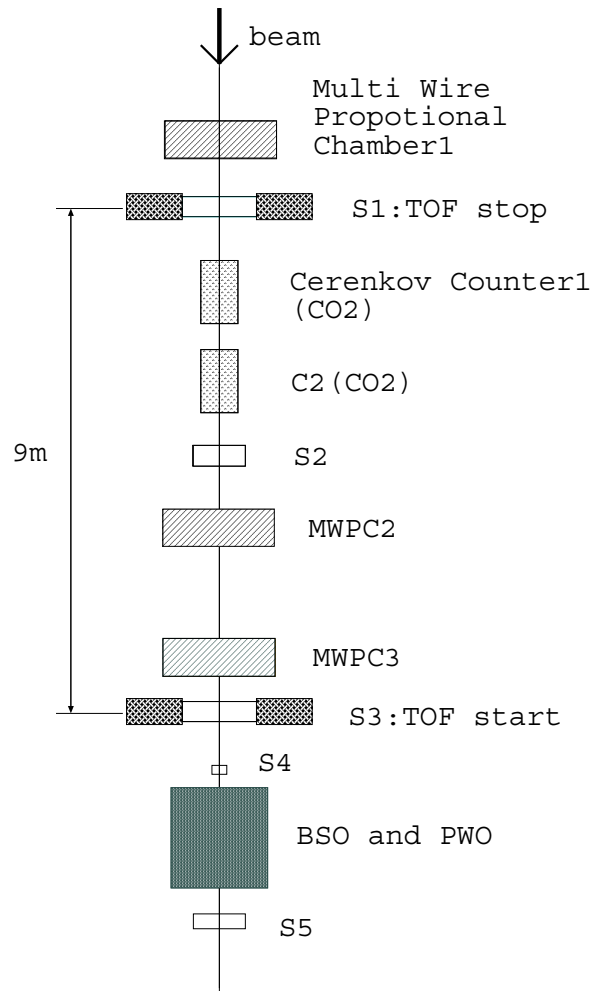 beam
Multi Wire
Propotional
Chamber1
S1:TOF stop
Cerenkov Counter1
(CO2)
C2(CO2)
9m
S2
MWPC2
MWPC3
S3:TOF start
S4
BSO and PWO
S5